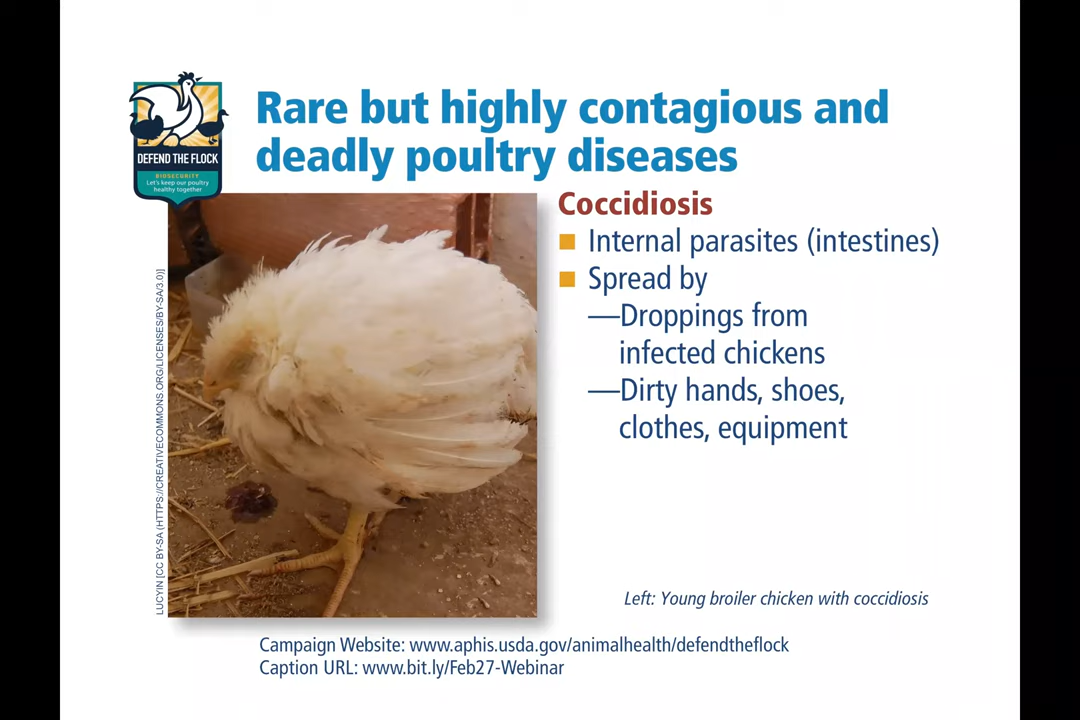 DEFEND THE FLOCK
BIOSECURITY
Let's keep our poultry
healthy together
Rare but highly contagious and
deadly poultry diseases
LUCYIN [CC BY-SA (HTTPS://CREATIVECOMMONS.ORG/LICENSES/BY-SA/3.0)]
Coccidiosis
Internal parasites (intestines)
Spread by
—Droppings from
infected chickens
—Dirty hands, shoes,
clothes, equipment
Left: Young broiler chicken with coccidiosis
Campaign Website: www.aphis.usda.gov/animalhealth/defendtheflock
Caption URL: www.bit.ly/Feb27-Webinar